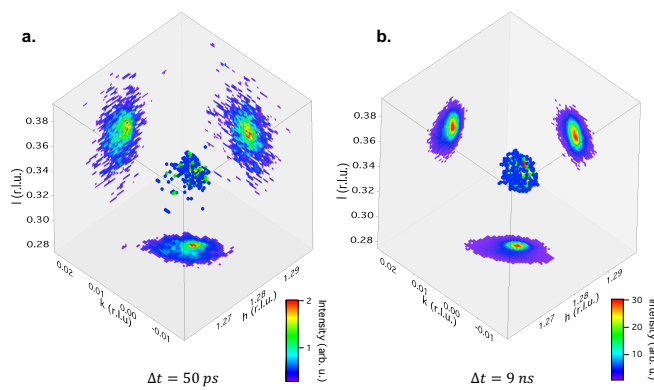 a.
b.
0.38
0.36
0.34
0.32
0.30
0.28
l (r.l.u.)
0.02
0.01
0.00
-0.01
k (r.l.u)
1.27
1.28
1.29
h (r.l.u.)
2
1
Intensity (arb. u.)
Δt = 50 ps
0.38
0.36
0.34
0.32
0.30
0.28
l (r.l.u.)
0.02
0.01
0.00
-0.01
k (r.l.u.)
1.27
1.28
1.29
h (r.l.u.)
30
20
10
Intensity (arb. u.)
Δt = 9 ns